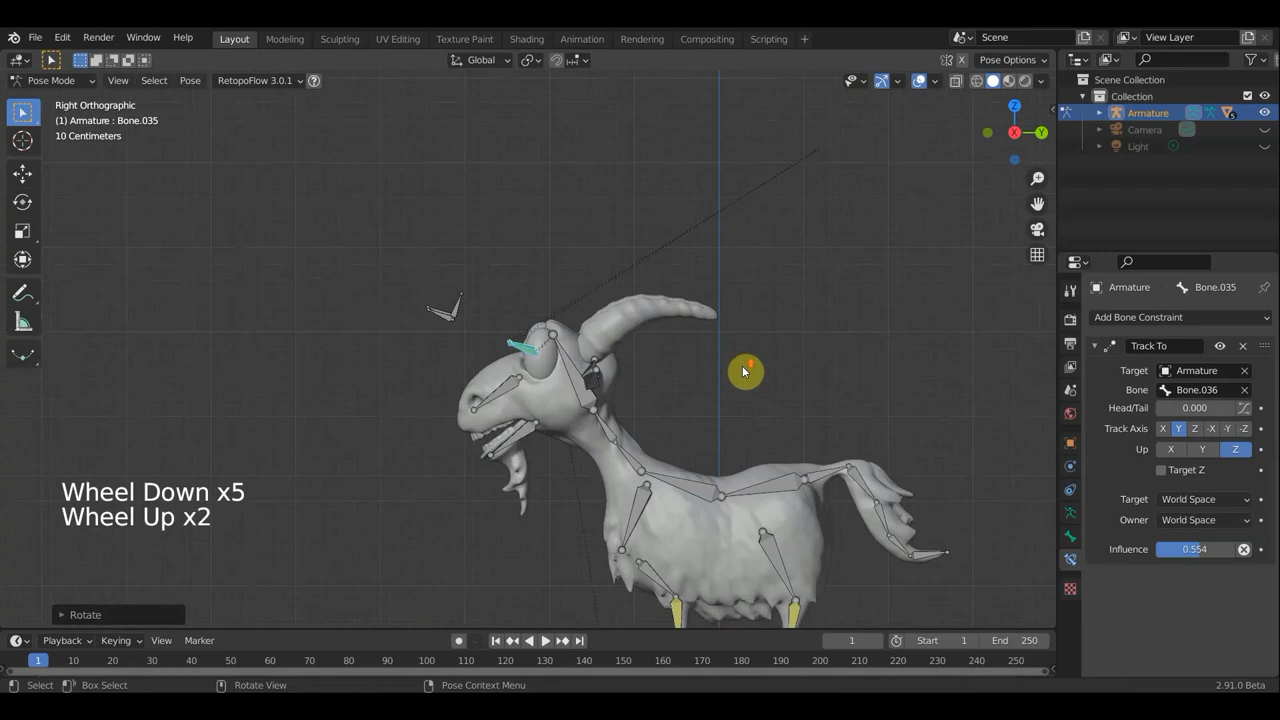 File Edit Render Window Help Layout Modeling Sculpting UV Editing Texture Paint Shading Animation Rendering Compositing Scripting + Scene View Layer
Global Pose Options
Pose Mode View Select Pose RetopoFlow 3.0.1
Right Orthographic
(1) Armature : Bone.035
10 Centimeters
Z
X
Y
Scene Collection
Collection
Armature 5
Camera
Light
Armature Bone.035
Add Bone Constraint
Track To
Target Armature
Bone Bone.036
Head/Tail 0.000
Track Axis X Y Z -X -Y -Z
Up X Y Z
Target Z
Target World Space
Owner World Space
Influence 0.554
Wheel Down x5
Wheel Up x2
Rotate
Playback Keying View Marker 1 Start 1 End 250
1 10 20 30 40 50 60 70 80 90 100 110 120 130 140 150 160 170 180 190 200 210 220 230 240 250
Select Box Select Rotate View Pose Context Menu 2.91.0 Beta